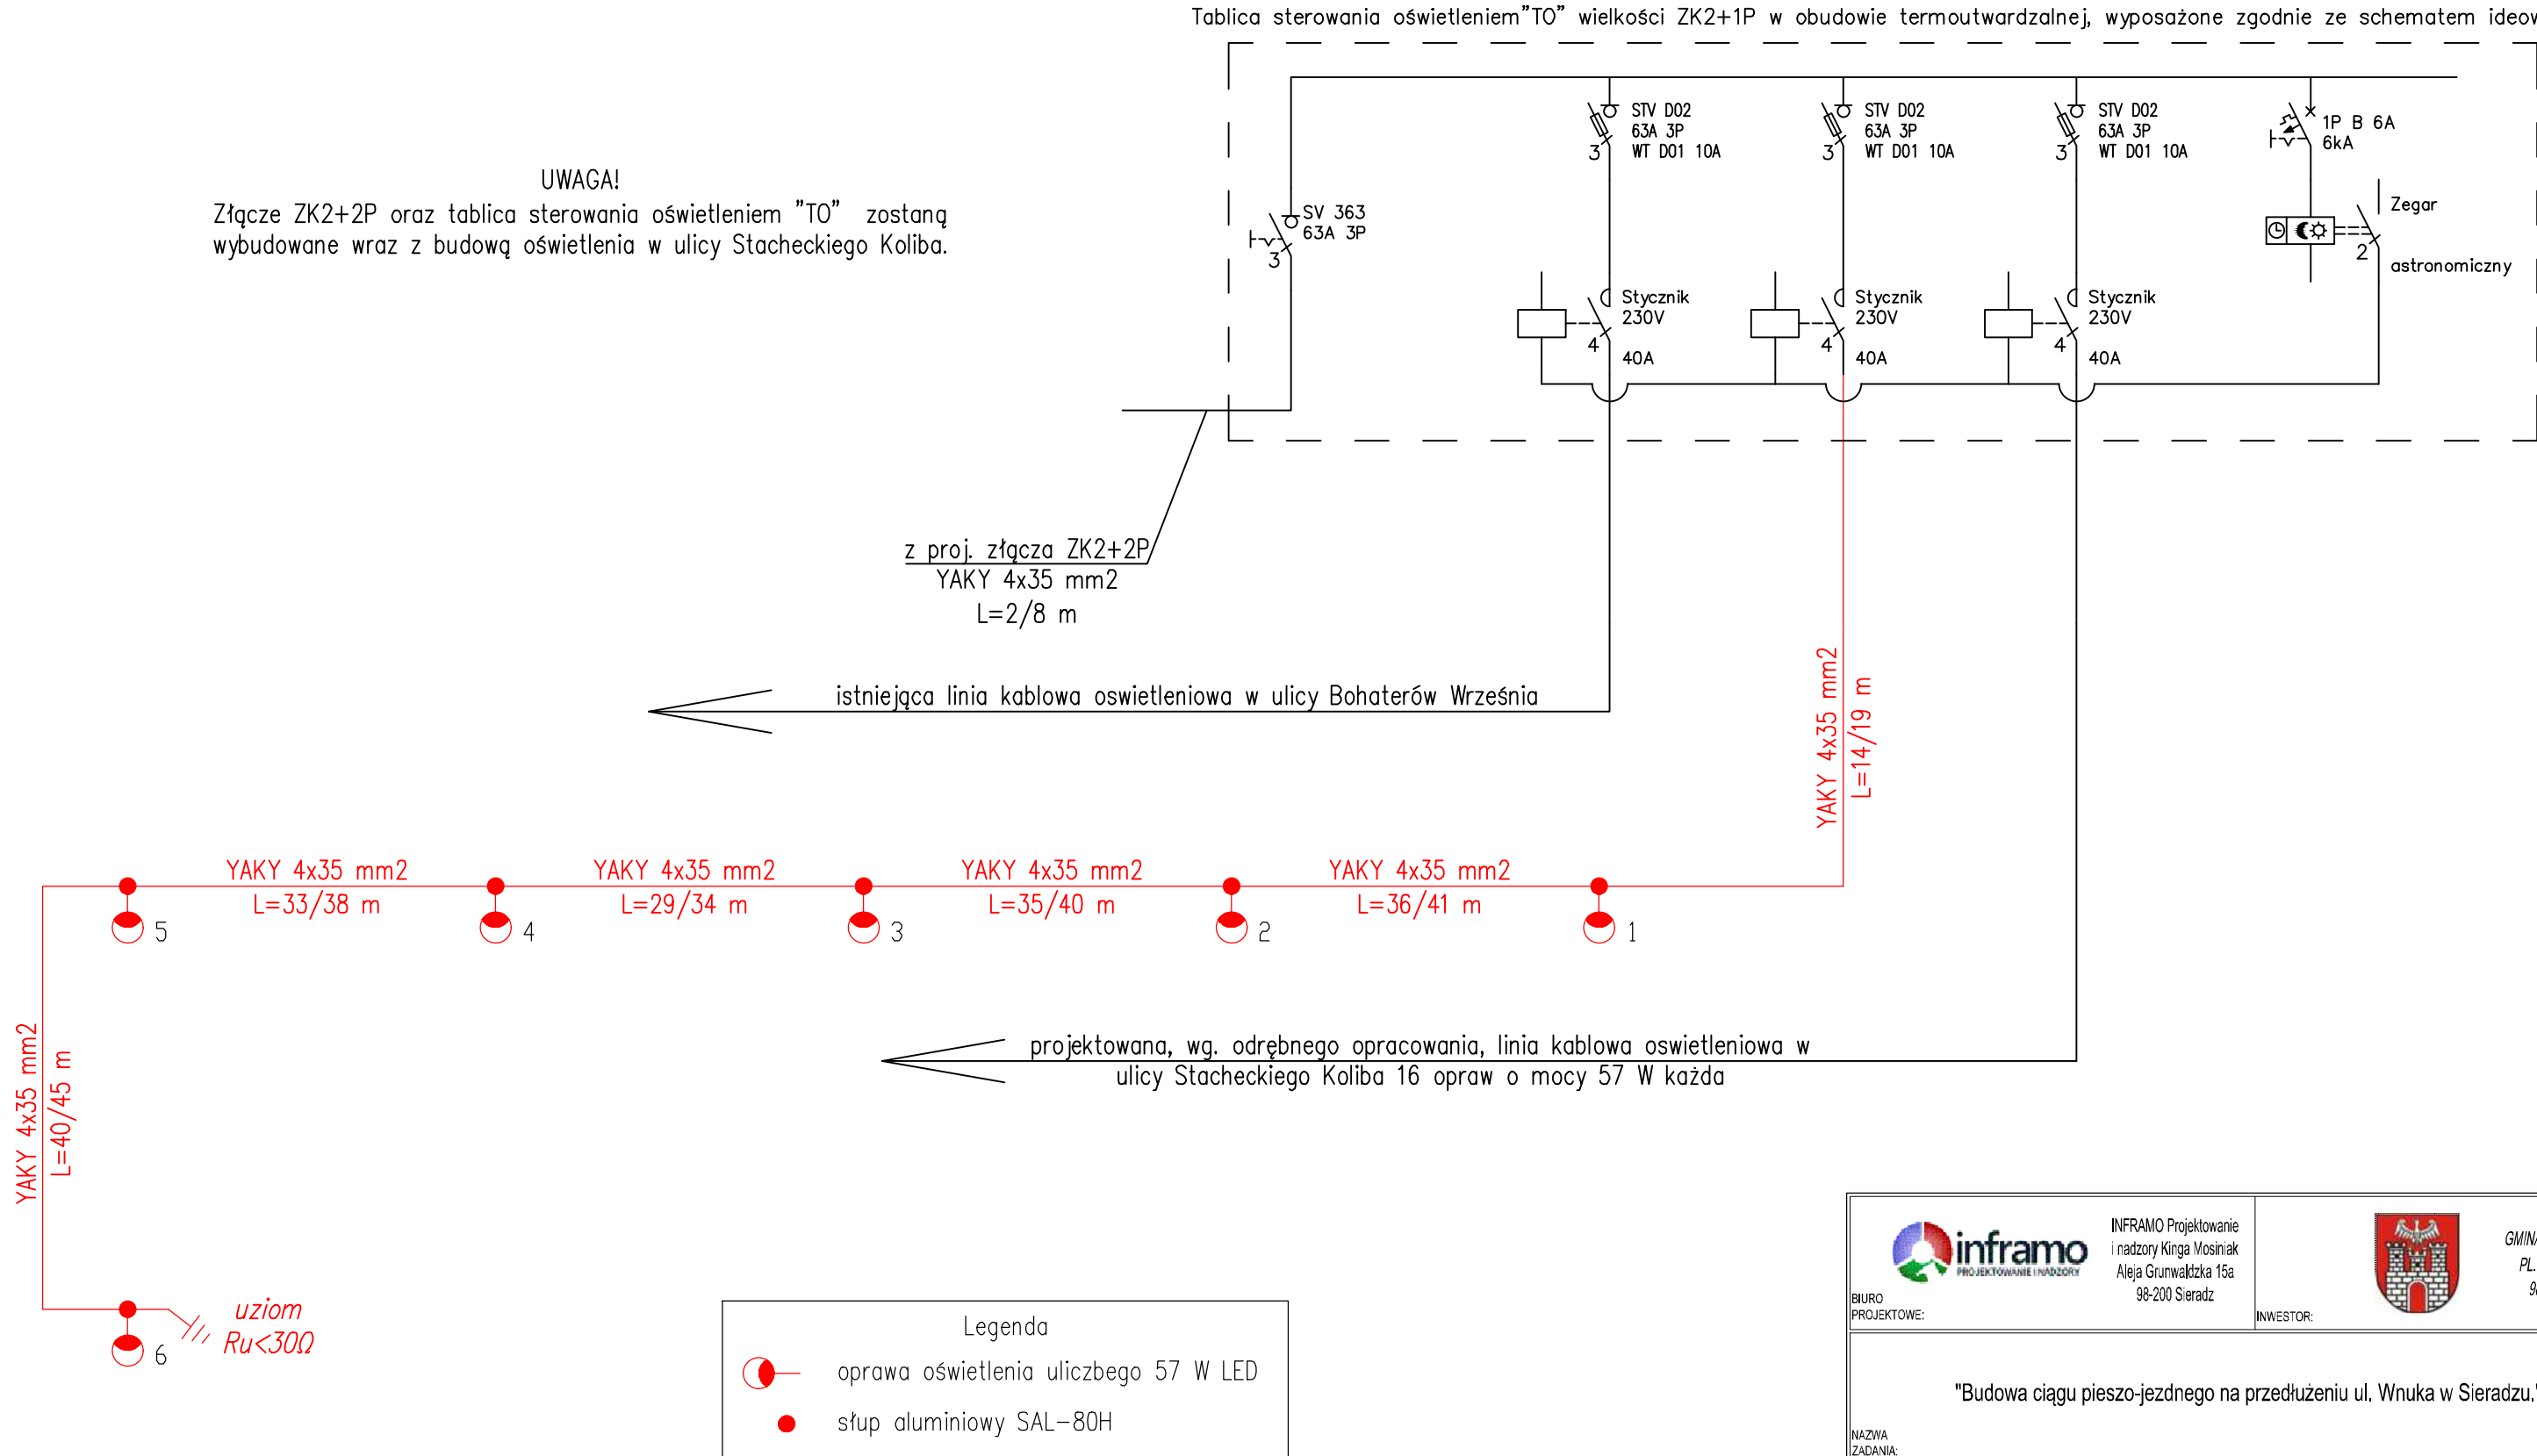 Tablica sterowania oświetleniem"TO" wielkości ZK2+1P w obudowie termoutwardzalnej, wyposażone zgodnie ze schematem
UWAGA!
Złącze ZK2+2P oraz tablica sterowania oświetleniem "TO" zostaną
wybudowane wraz z budową oświetlenia w ulicy Stacheckiego Koliba.
SV 363
63A 3P
3
STV D02
63A 3P
WT D01 10A
3
STV D02
63A 3P
WT D01 10A
3
STV D02
63A 3P
WT D01 10A
3
1P B 6A
6kA
Zegar
2
astronomiczny
Stycznik
230V
4
40A
Stycznik
230V
4
40A
Stycznik
230V
4
40A
z proj. złącza ZK2+2P
YAKY 4x35 mm2
L=2/8 m
istniejąca linia kablowa oswietleniowa w ulicy Bohaterów Września
YAKY 4x35 mm2
L=14/19 m
YAKY 4x35 mm2
L=33/38 m
YAKY 4x35 mm2
L=29/34 m
YAKY 4x35 mm2
L=35/40 m
YAKY 4x35 mm2
L=36/41 m
5
4
3
2
1
projektowana, wg. odrębnego opracowania, linia kablowa oswietleniowa w
ulicy Stacheckiego Koliba 16 opraw o mocy 57 W każda
YAKY 4x35 mm2
L=40/45 m
uziom
Ru<30Ω
6
Legenda
oprawa oświetlenia uliczbego 57 W LED
słup aluminiowy SAL-80H
inframo
PROJEKTOWANIE I NADZORY
INFRAMO Projektowanie
i nadzory Kinga Mosiniak
Aleja Grunwaldzka 15a
98-200 Sieradz
BIURO
PROJEKTOWE:
INWESTOR:
PL.
"Budowa ciągu pieszo-jezdnego na przedłużeniu ul. Wnuka w Sieradzu."
NAZWA
ZADANIA: